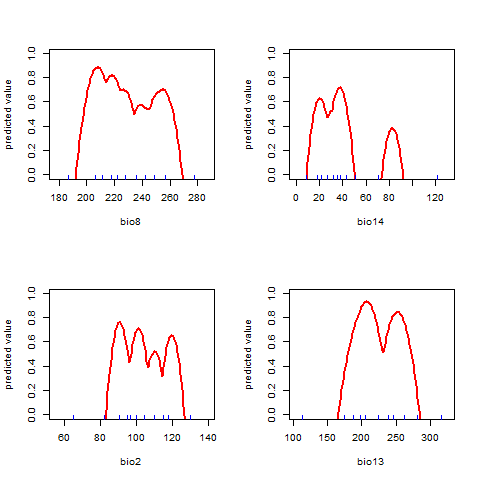 predicted value
0.0 0.2 0.4 0.6 0.8 1.0
180 200 220 240 260 280
bio8
predicted value
0.0 0.2 0.4 0.6 0.8 1.0
0 20 40 60 80 120
bio14
predicted value
0.0 0.2 0.4 0.6 0.8 1.0
60 80 100 120 140
bio2
predicted value
0.0 0.2 0.4 0.6 0.8 1.0
100 150 200 250 300
bio13